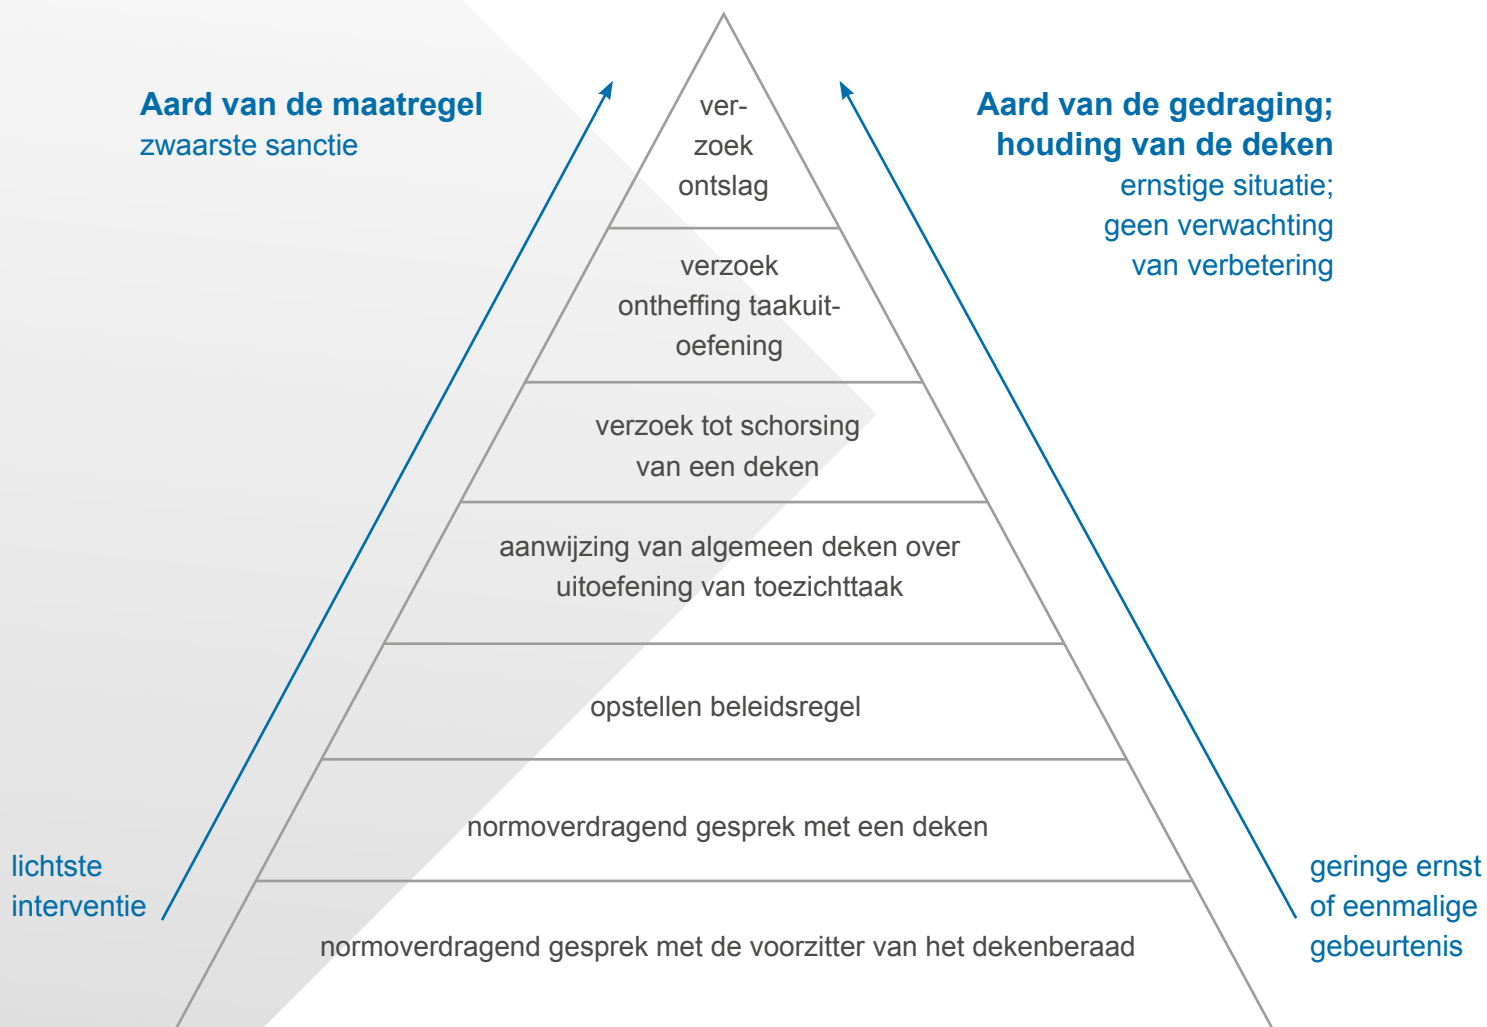 Aard van de maatregel
zwaarste sanctie
Aard van de gedraging;
houding van de deken
ernstige situatie;
geen verwachting
van verbetering
ver-
zoek
ontslag
verzoek
ontheffing taakuit-
oefening
verzoek tot schorsing
van een deken
aanwijzing van algemeen deken over
uitoefening van toezichttaak
opstellen beleidsregel
normoverdragend gesprek met een deken
normoverdragend gesprek met de voorzitter van het dekenberaad
lichtste
interventie
geringe ernst
of eenmalige
gebeurtenis